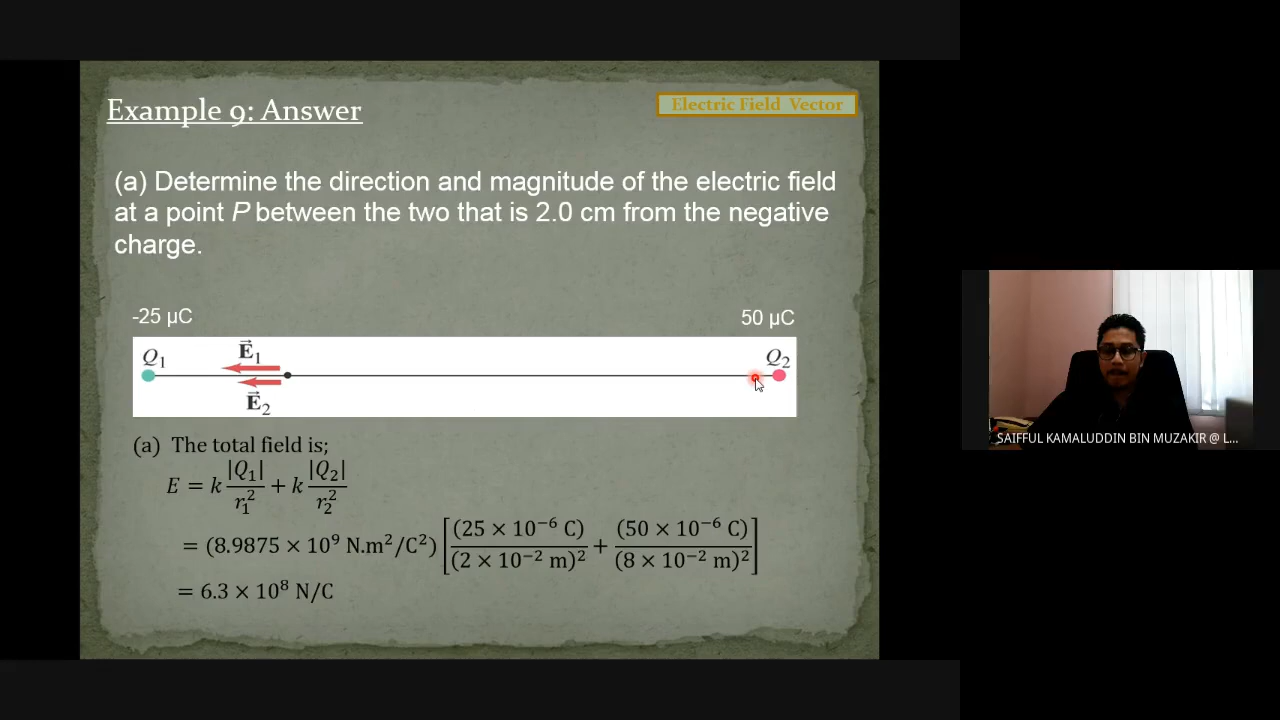 Example 9: Answer
Electric Field Vector
(a) Determine the direction and magnitude of the electric field
at a point P between the two that is 2.0 cm from the negative
charge.
-25 μC
50 μC
Q₁
E⃗₁
E⃗₂
Q₂
(a) The total field is;
E = k |Q₁|/r₁² + k |Q₂|/r₂²
= (8.9875 × 10⁹ N.m²/C²) [(25 × 10⁻⁶ C)/(2 × 10⁻² m)² + (50 × 10⁻⁶ C)/(8 × 10⁻² m)²]
= 6.3 × 10⁸ N/C
SAIFFUL KAMALUDDIN BIN MUZAKIR @ L...